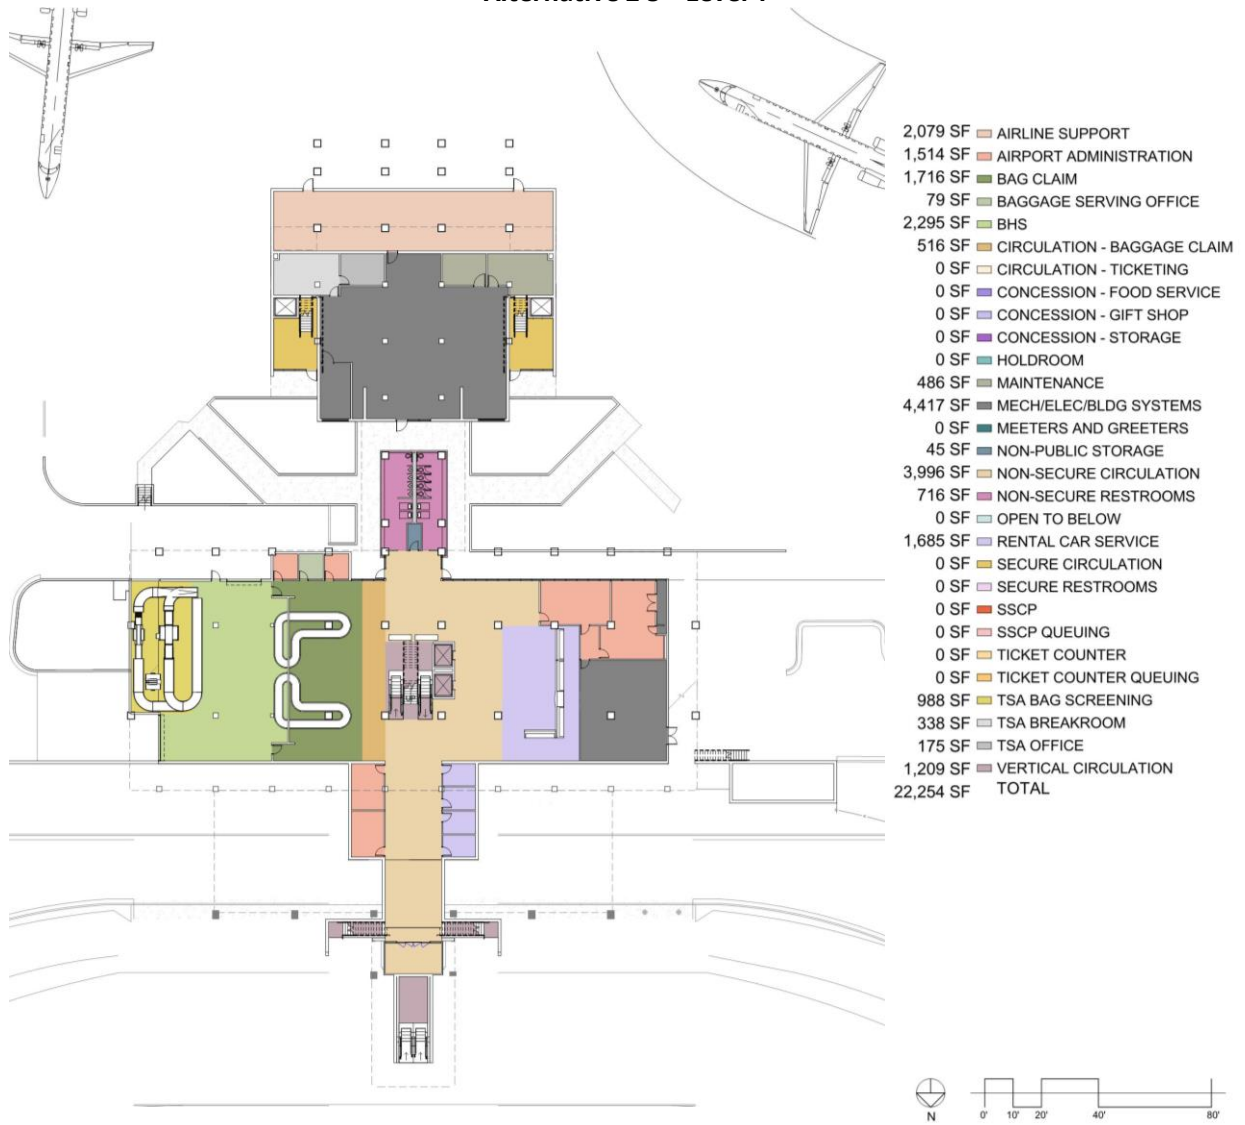 2,079 SF AIRLINE SUPPORT
1,514 SF AIRPORT ADMINISTRATION
1,716 SF BAG CLAIM
79 SF BAGGAGE SERVING OFFICE
2,295 SF BHS
516 SF CIRCULATION - BAGGAGE CLAIM
0 SF CIRCULATION - TICKETING
0 SF CONCESSION - FOOD SERVICE
0 SF CONCESSION - GIFT SHOP
0 SF CONCESSION - STORAGE
0 SF HOLDROOM
486 SF MAINTENANCE
4,417 SF MECH/ELEC/BLDG SYSTEMS
0 SF MEETERS AND GREETERS
45 SF NON-PUBLIC STORAGE
3,996 SF NON-SECURE CIRCULATION
716 SF NON-SECURE RESTROOMS
0 SF OPEN TO BELOW
1,685 SF RENTAL CAR SERVICE
0 SF SECURE CIRCULATION
0 SF SECURE RESTROOMS
0 SF SSCP
0 SF SSCP QUEUING
0 SF TICKET COUNTER
0 SF TICKET COUNTER QUEUING
988 SF TSA BAG SCREENING
338 SF TSA BREAKROOM
175 SF TSA OFFICE
1,209 SF VERTICAL CIRCULATION
22,254 SF TOTAL
N 0' 10' 20' 40' 80'